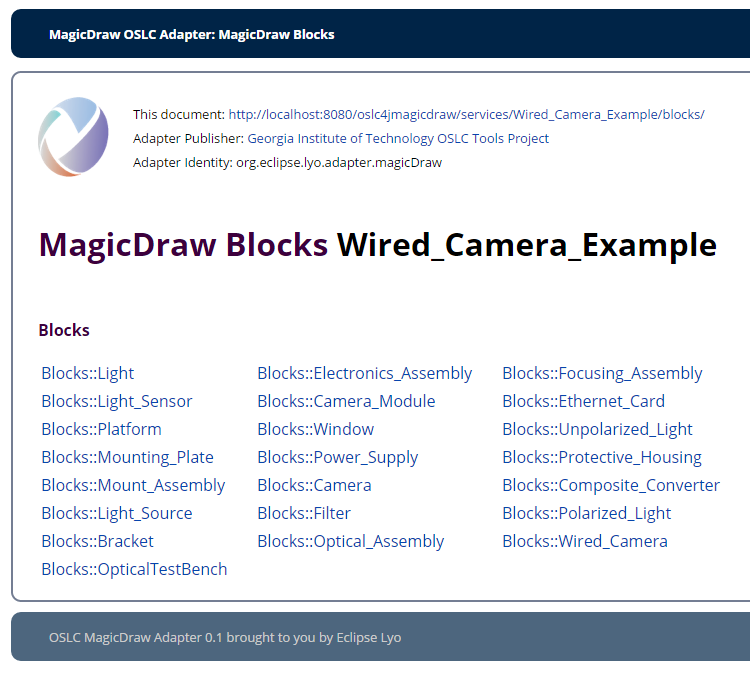 MagicDraw OSLC Adapter: MagicDraw Blocks
This document: http://localhost:8080/oslc4jmagicdraw/services/Wired_Camera_Example/blocks/
Adapter Publisher: Georgia Institute of Technology OSLC Tools Project
Adapter Identity: org.eclipse.lyo.adapter.magicDraw
MagicDraw Blocks Wired_Camera_Example
Blocks
Blocks::Light Blocks::Electronics_Assembly Blocks::Focusing_Assembly
Blocks::Light_Sensor Blocks::Camera_Module Blocks::Ethernet_Card
Blocks::Platform Blocks::Window Blocks::Unpolarized_Light
Blocks::Mounting_Plate Blocks::Power_Supply Blocks::Protective_Housing
Blocks::Mount_Assembly Blocks::Camera Blocks::Composite_Converter
Blocks::Light_Source Blocks::Filter Blocks::Polarized_Light
Blocks::Bracket Blocks::Optical_Assembly Blocks::Wired_Camera
Blocks::OpticalTestBench
OSLC MagicDraw Adapter 0.1 brought to you by Eclipse Lyo